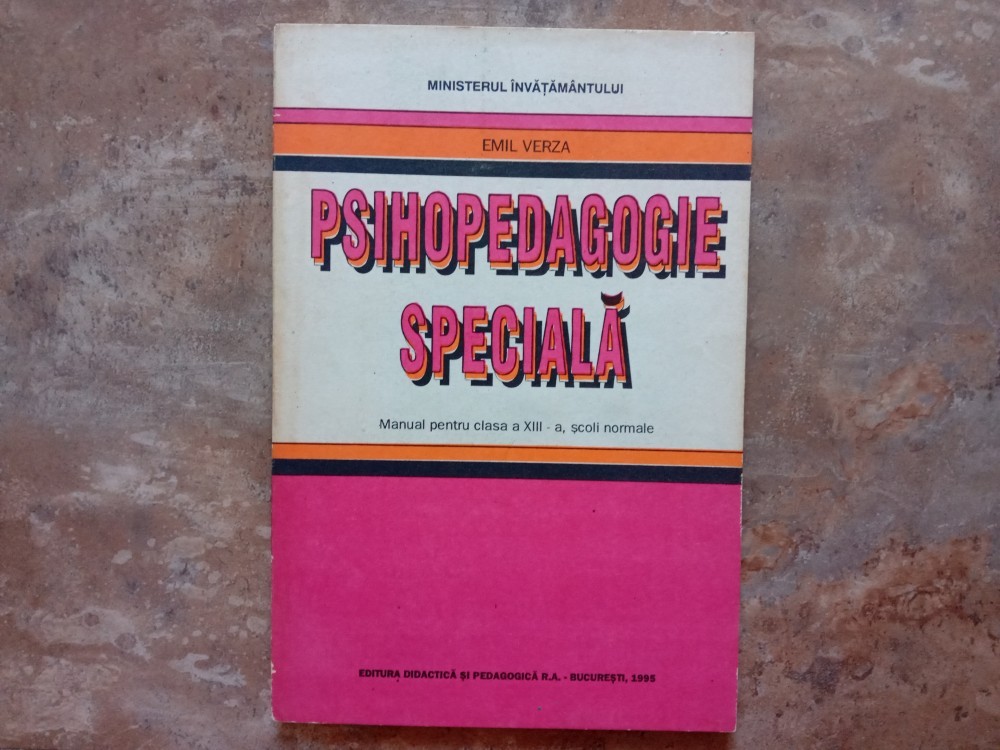 MINISTERUL ÎNVĂȚĂMÂNTULUI
EMIL VERZA
PSIHOPEDAGOGIE
SPECIALĂ
Manual pentru clasa a XIII - a, școli normale
EDITURA DIDACTICĂ ȘI PEDAGOGICĂ R.A. - BUCUREȘTI, 1995